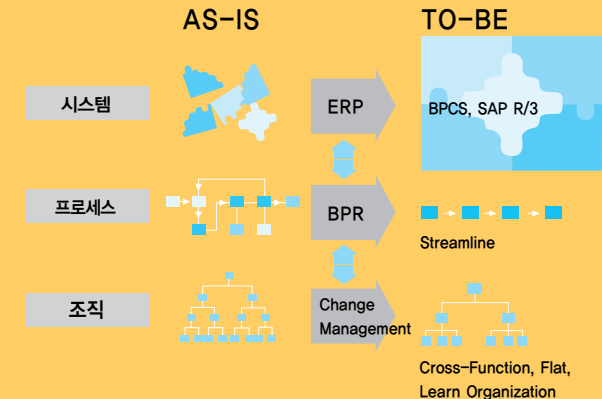 AS-IS
TO-BE
시스템
ERP
BPCS, SAP R/3
프로세스
BPR
Streamline
조직
Change
Management
Cross-Function, Flat,
Learn Organization